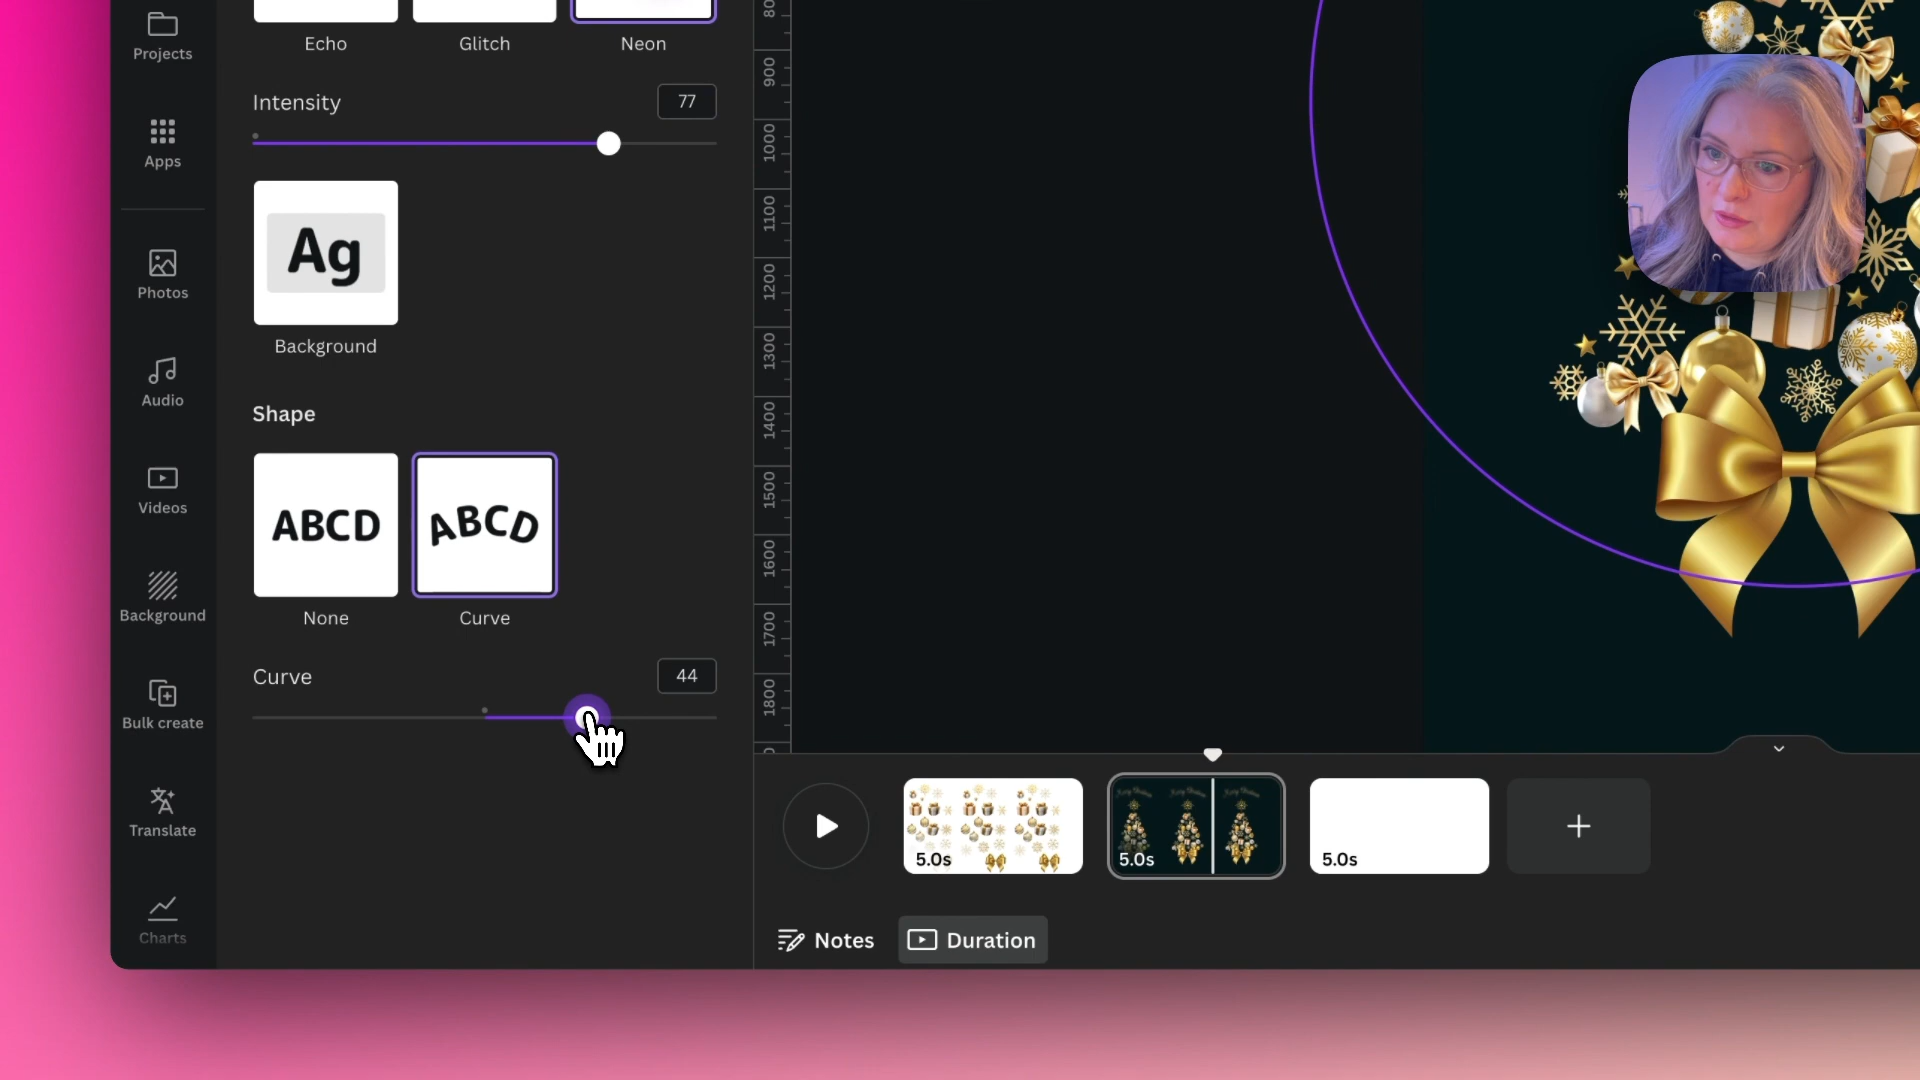 Projects
Apps
Photos
Audio
Videos
Background
Bulk create
Translate
Charts
Echo
Glitch
Neon
Intensity
77
Ag
Background
Shape
ABCD
ABCD
None
Curve
Curve
44
900
1000
1100
1200
1300
1400
1500
1600
1700
1800
5.0s
5.0s
5.0s
Notes
Duration